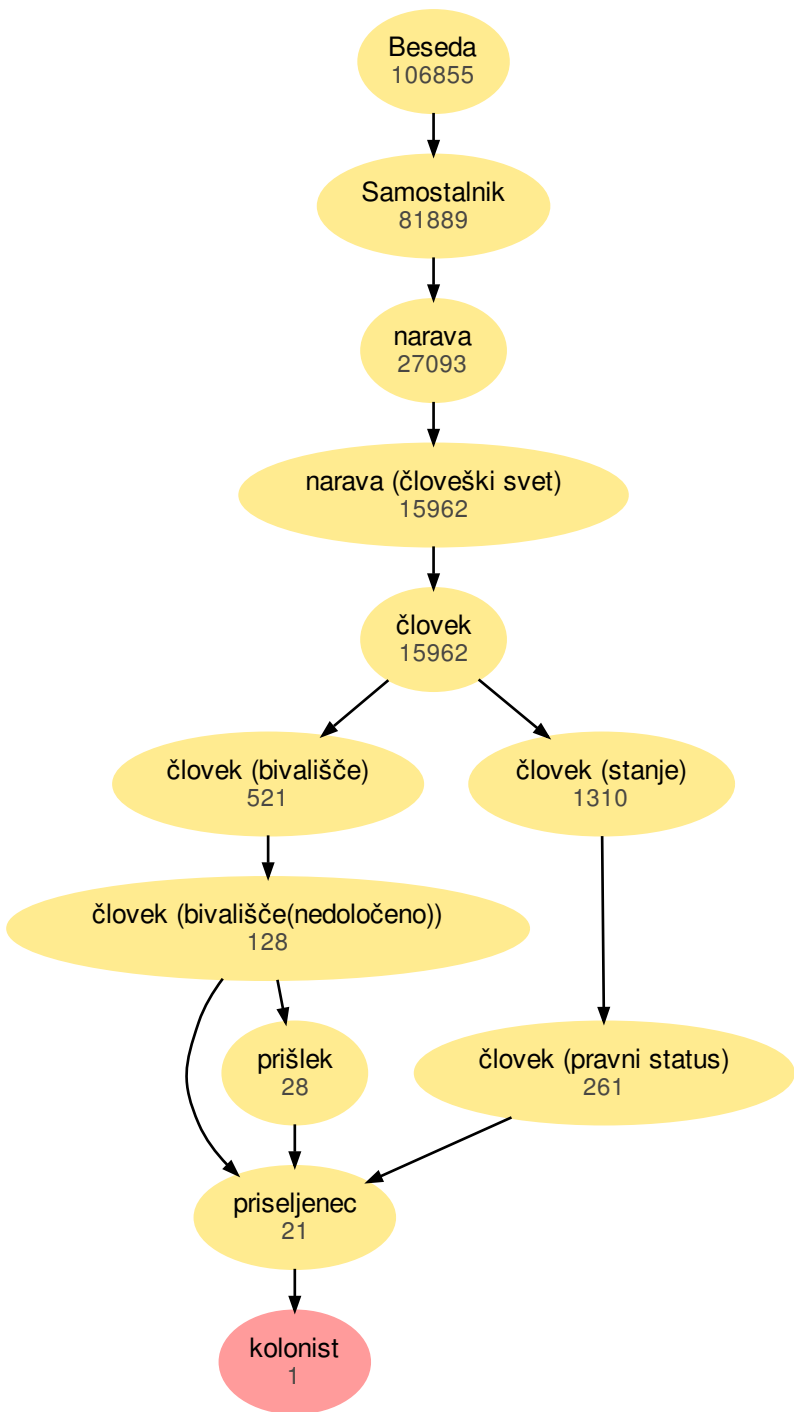 Beseda
106855
Samostalnik
81889
narava
27093
narava (človeški svet)
15962
človek
15962
človek (bivališče)
521
človek (stanje)
1310
človek (bivališče(nedoločeno))
128
prišlek
28
človek (pravni status)
261
priseljenec
21
kolonist
1